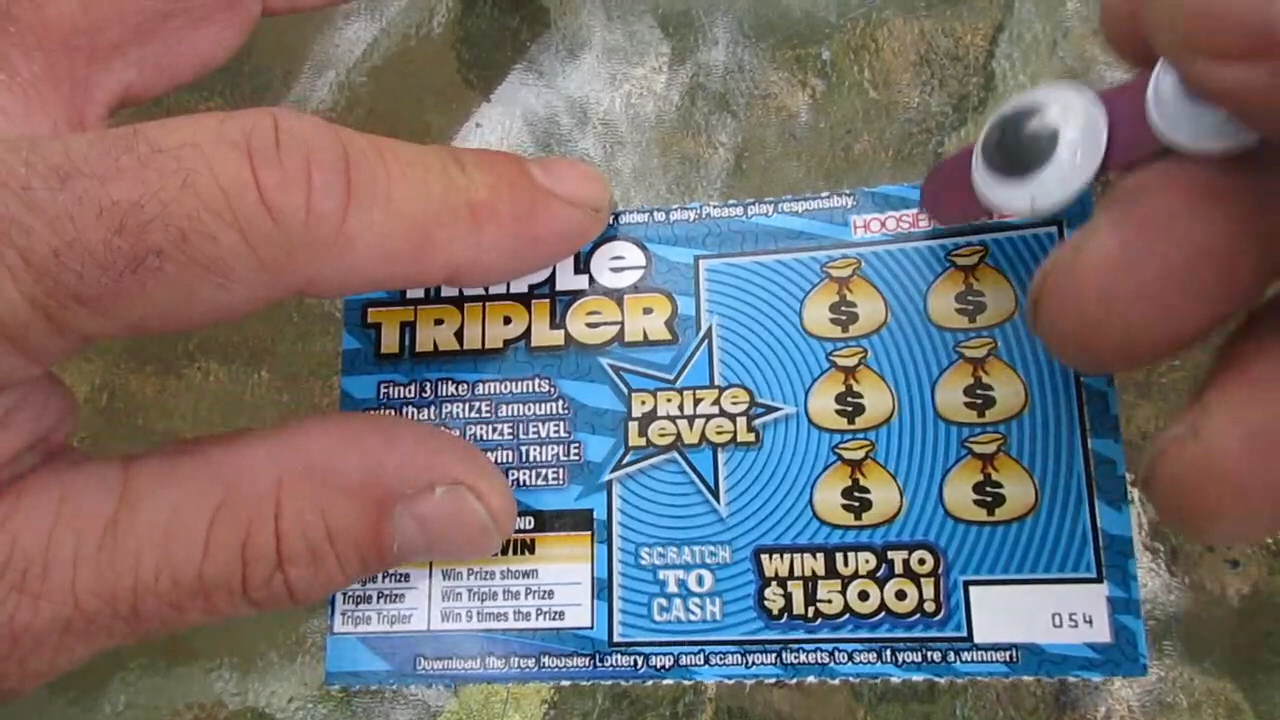 older to play. Please play responsibly.
HOOSIER
TRIPLE
TRIPLER
Find 3 like amounts,
win that PRIZE amount.
PRIZE LEVEL
win TRIPLE
PRIZE!
PRIZE
LEVEL
$ $
$ $
$ $
WIN
Prize Win Prize shown
Triple Prize Win Triple the Prize
Triple Tripler Win 9 times the Prize
SCRATCH
TO
CASH
WIN UP TO
$1,500!
054
Download the free Hoosier Lottery app and scan your tickets to see if you're a winner!